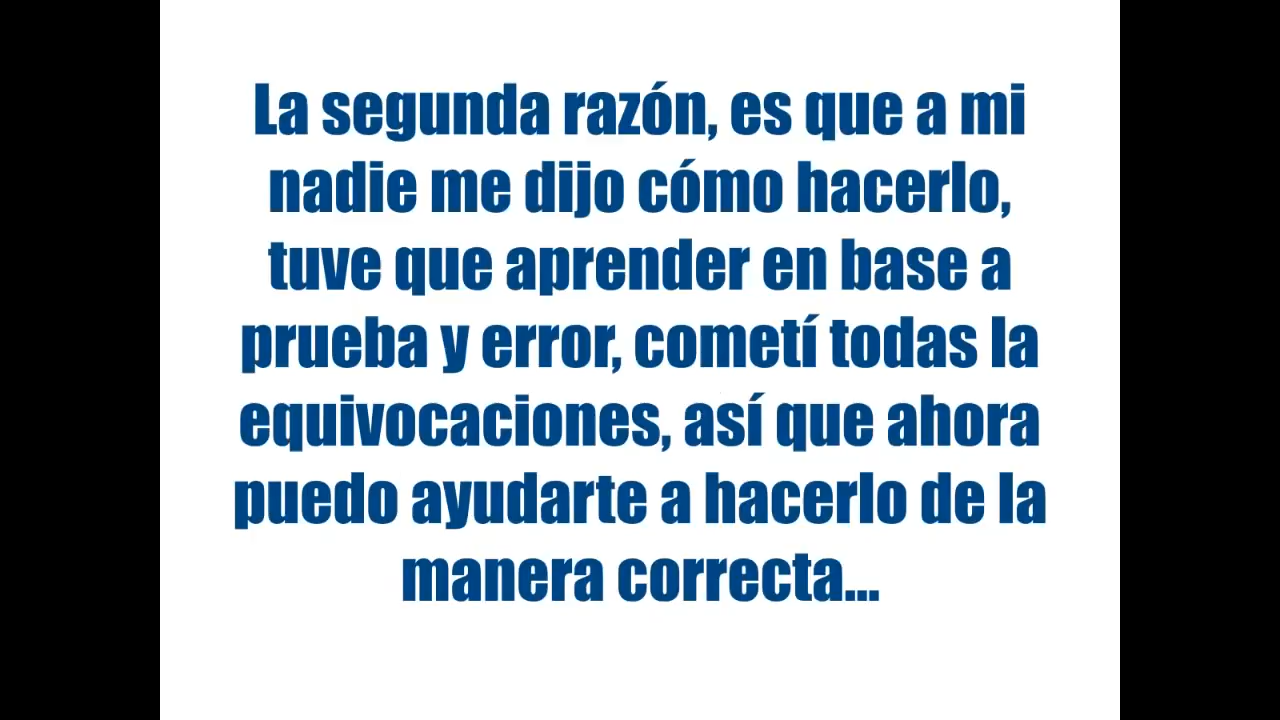 La segunda razón, es que a mi
nadie me dijo cómo hacerlo,
tuve que aprender en base a
prueba y error, cometí todas la
equivocaciones, así que ahora
puedo ayudarte a hacerlo de la
manera correcta...